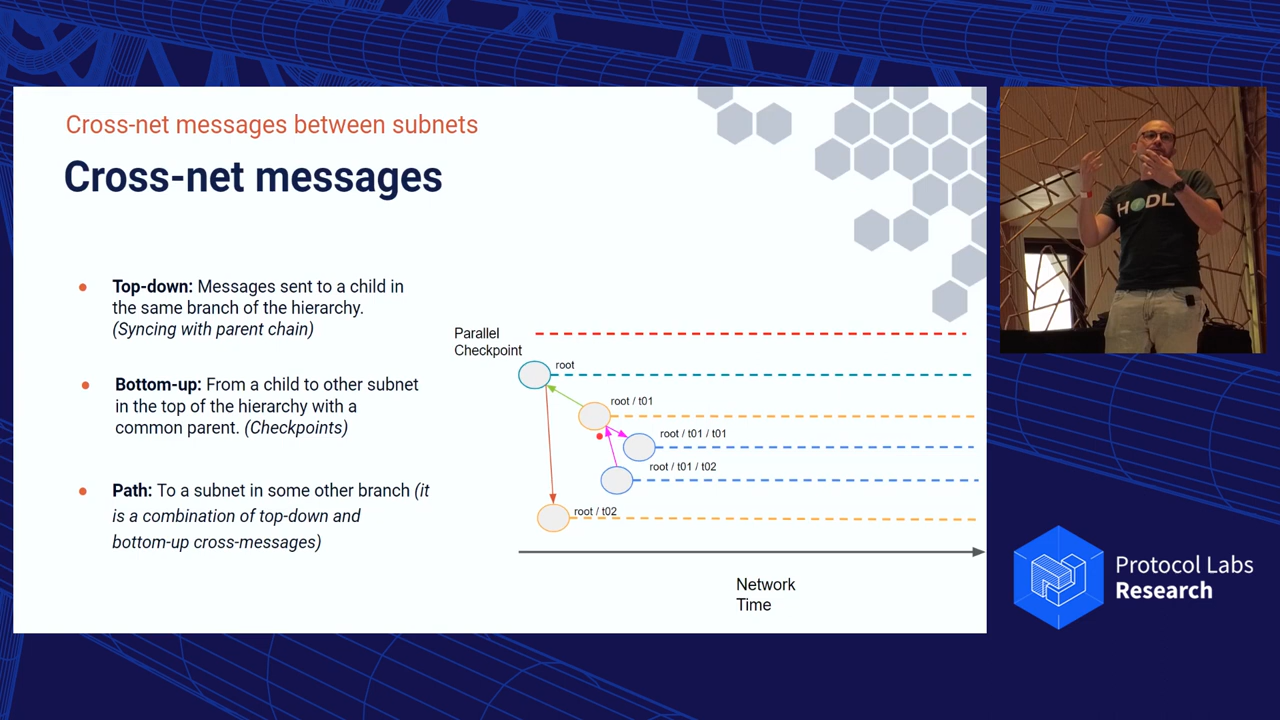 Cross-net messages between subnets
Cross-net messages
Top-down: Messages sent to a child in
the same branch of the hierarchy.
(Syncing with parent chain)
Bottom-up: From a child to other subnet
in the top of the hierarchy with a
common parent. (Checkpoints)
Path: To a subnet in some other branch (it
is a combination of top-down and
bottom-up cross-messages)
Parallel
Checkpoint
root
root / t01
root / t01 / t01
root / t01 / t02
root / t02
Network
Time
HODL
Protocol Labs
Research